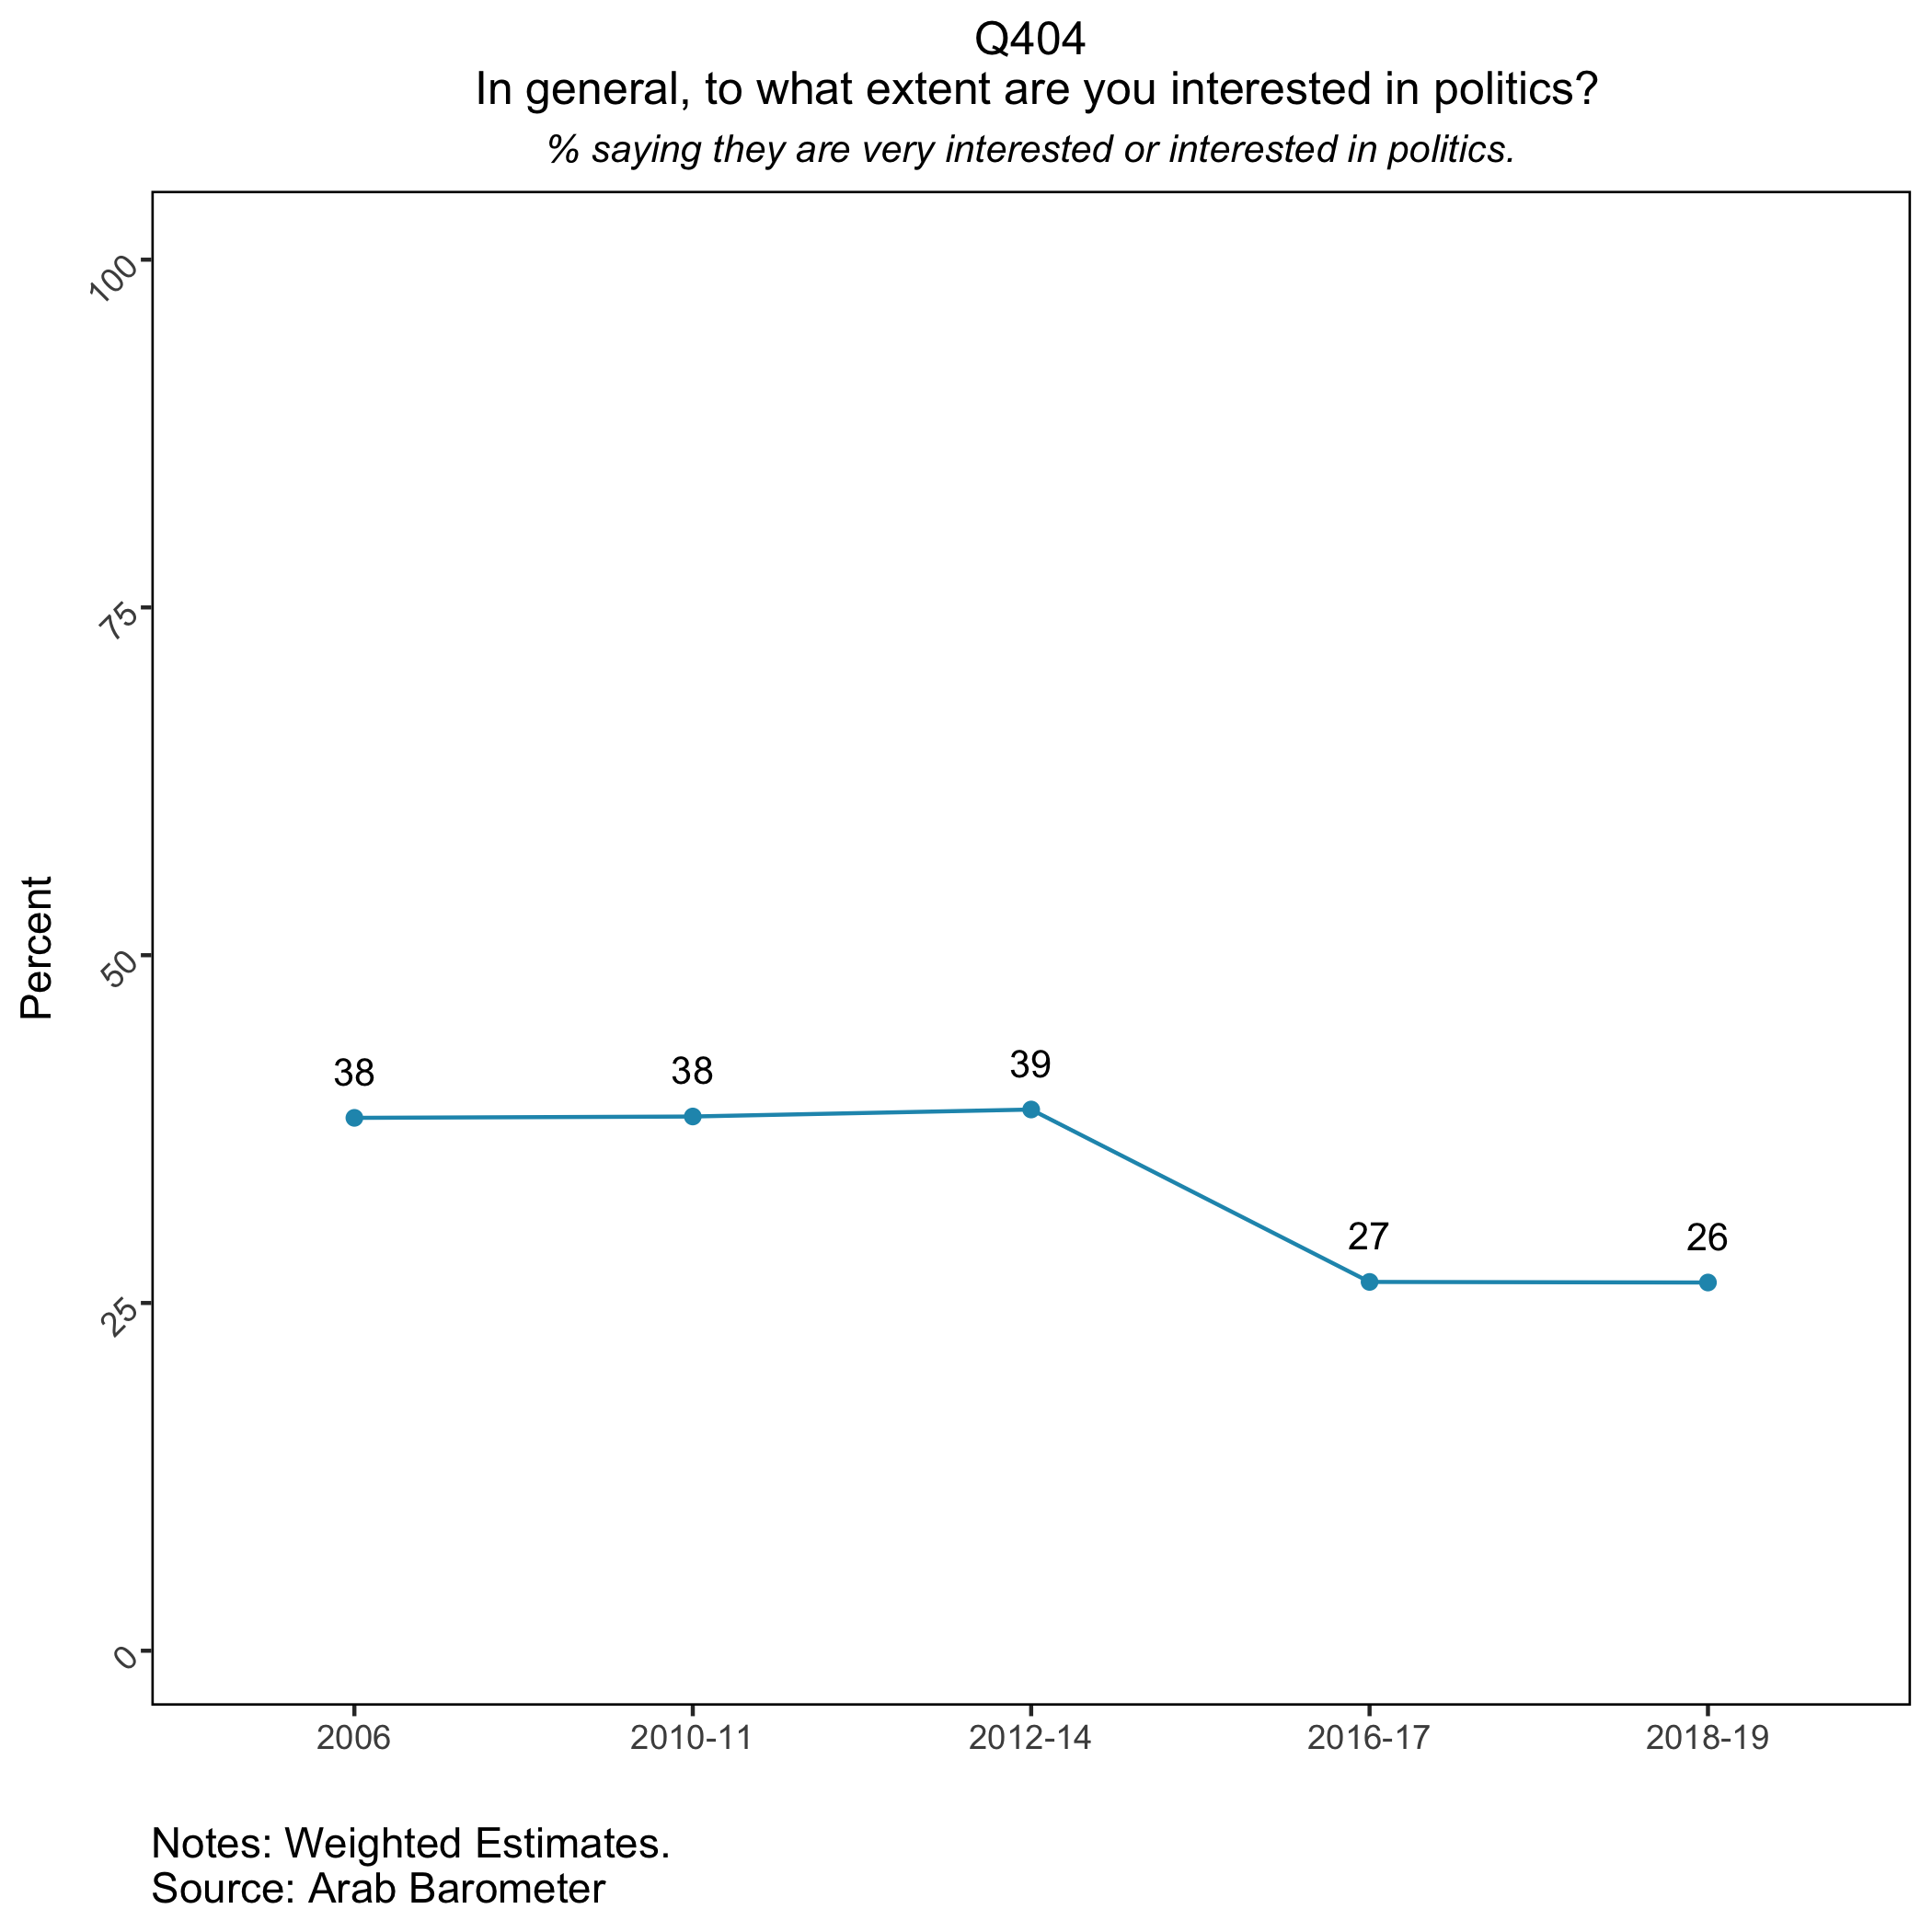 Q404
In general, to what extent are you interested in politics?
% saying they are very interested or interested in politics.
100
75
50
25
0
Percent
38
38
39
27
26
2006
2010-11
2012-14
2016-17
2018-19
Notes: Weighted Estimates.
Source: Arab Barometer